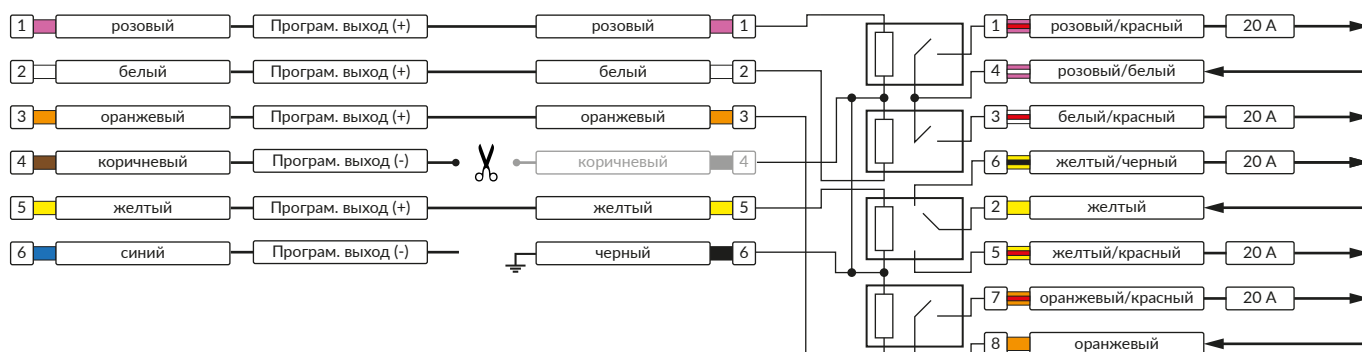 1 розовый Програм. выход (+) розовый 1 1 розовый/красный 20 А
2 белый Програм. выход (+) белый 2 4 розовый/белый
3 оранжевый Програм. выход (+) оранжевый 3 3 белый/красный 20 А
4 коричневый Програм. выход (-) коричневый 4 6 желтый/черный 20 А
5 желтый Програм. выход (+) желтый 5 2 желтый
6 синий Програм. выход (-) черный 6 5 желтый/красный 20 А
7 оранжевый/красный 20 А
8 оранжевый